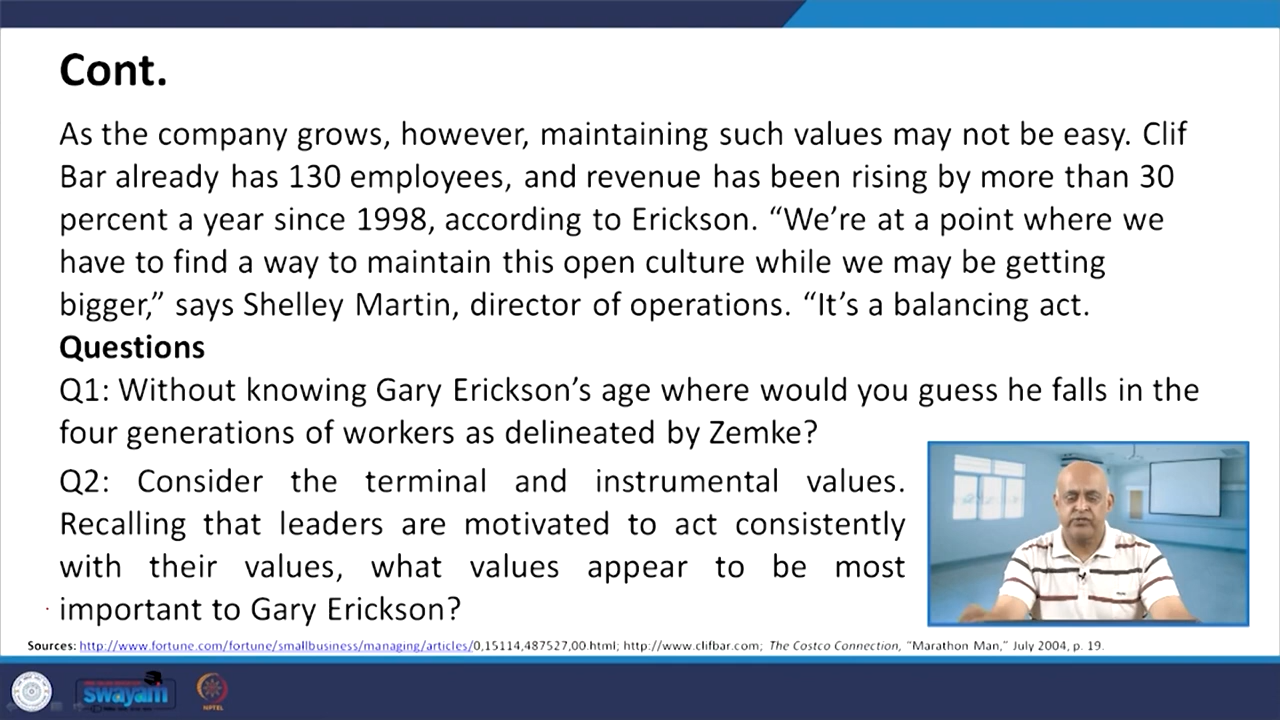 Cont.
As the company grows, however, maintaining such values may not be easy. Clif
Bar already has 130 employees, and revenue has been rising by more than 30
percent a year since 1998, according to Erickson. “We’re at a point where we
have to find a way to maintain this open culture while we may be getting
bigger,” says Shelley Martin, director of operations. “It’s a balancing act.
Questions
Q1: Without knowing Gary Erickson’s age where would you guess he falls in the
four generations of workers as delineated by Zemke?
Q2: Consider the terminal and instrumental values.
Recalling that leaders are motivated to act consistently
with their values, what values appear to be most
important to Gary Erickson?
Sources: http://www.fortune.com/fortune/smallbusiness/managing/articles/0,15114,487527,00.html; http://www.clifbar.com; The Costco Connection, “Marathon Man,” July 2004, p. 19.
swayam
NPTEL